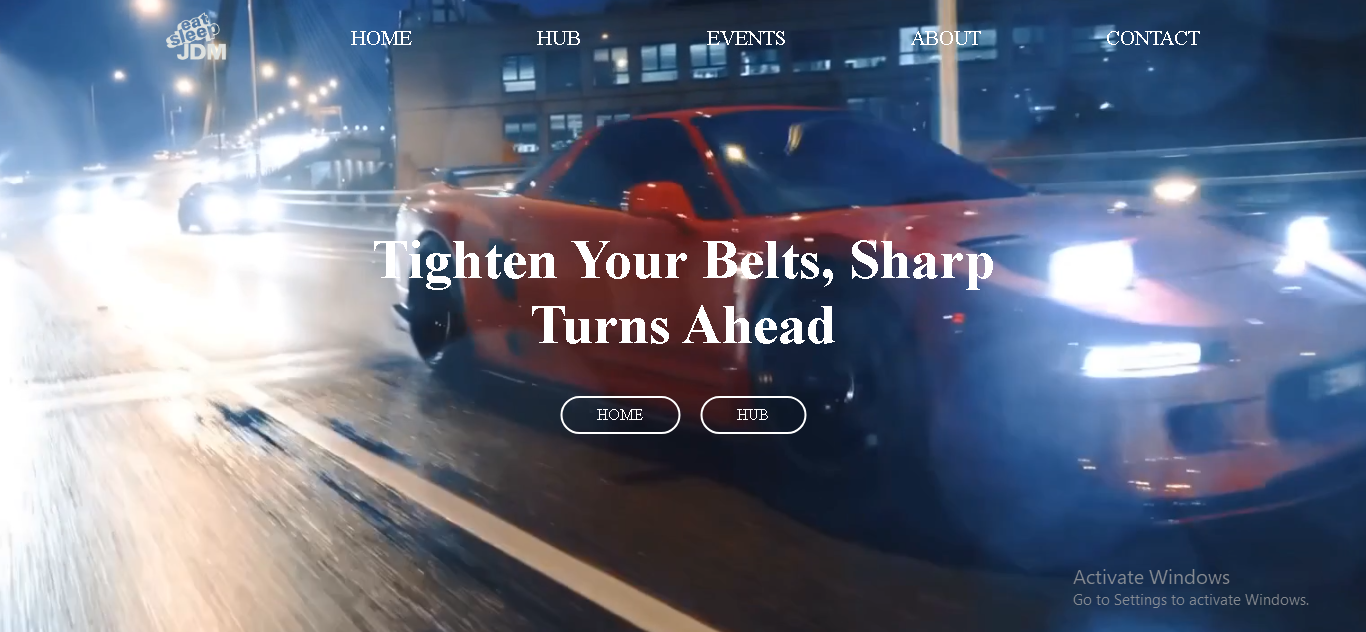 eat
sleep
JDM
HOME
HUB
EVENTS
ABOUT
CONTACT
Tighten Your Belts, Sharp
Turns Ahead
HOME
HUB
Activate Windows
Go to Settings to activate Windows.